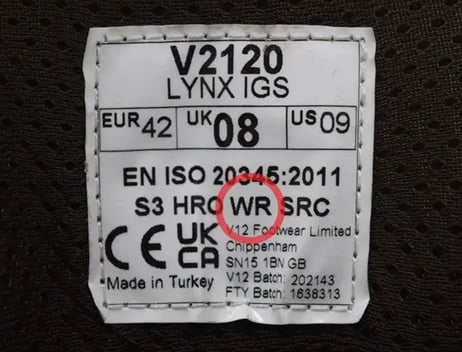 V2120
LYNX IGS
EUR 42 UK 08 US 09
EN ISO 20345:2011
S3 HRO WR SRC
CE UK CA
V12 Footwear Limited
Chippenham
SN15 1BN GB
Made in Turkey
V12 Batch: 202143
FTY Batch: 1638313